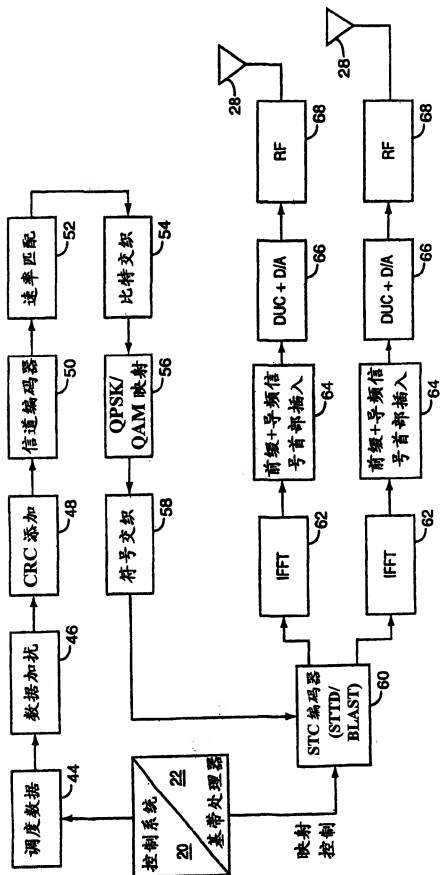 调度数据
44
数据加扰
46
CRC 添加
48
信道编码器
50
速率匹配
52
比特交织
54
QPSK/
QAM 映射
56
符号交织
58
控制系统
20
22
基带处理器
映射
控制
STC 编码器
(STTD/
BLAST)
60
IFFT
62
前缀+导频信
号首部插入
64
DUC + D/A
66
RF
68
28
IFFT
62
前缀+导频信
号首部插入
64
DUC + D/A
66
RF
68
28